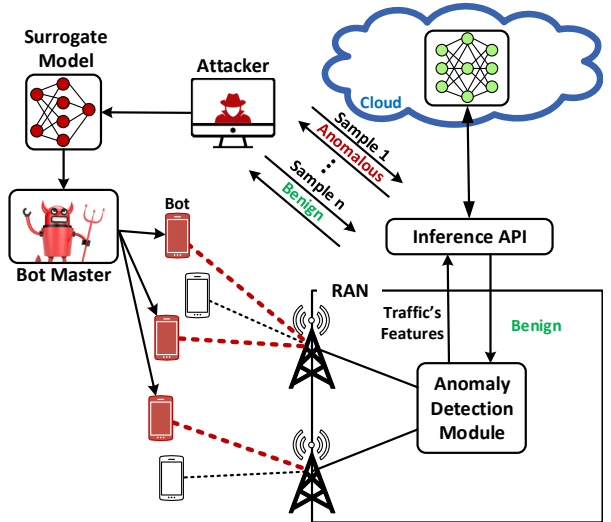 Surrogate
Model
Attacker
Cloud
Sample 1
Anomalous
...
Sample n
Benign
Bot
Bot Master
Inference API
RAN
Traffic's
Features
Benign
Anomaly
Detection
Module